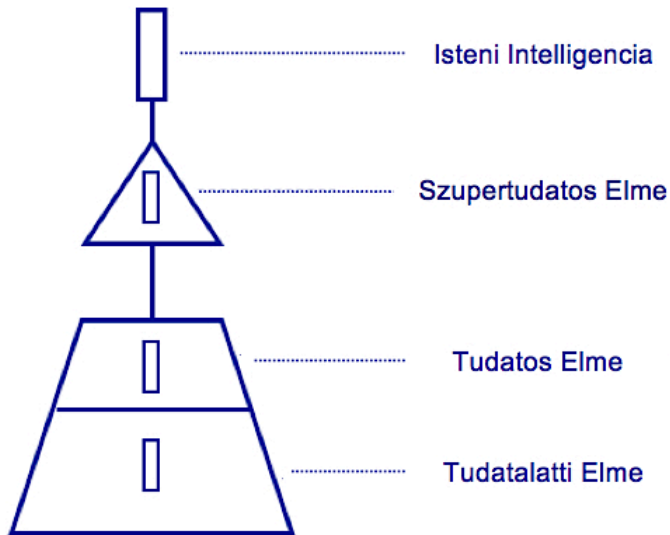 Isteni Intelligencia
Szupertudatos Elme
Tudatos Elme
Tudatalatti Elme